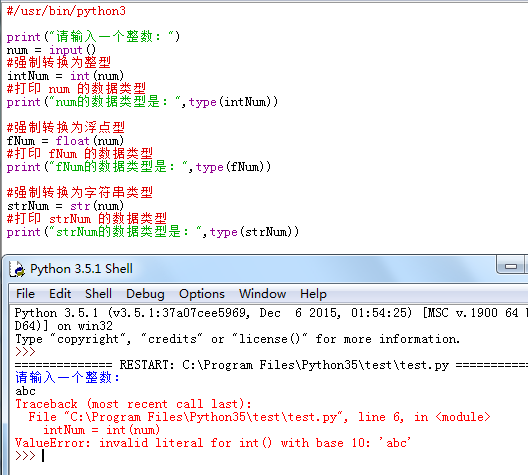 #/usr/bin/python3
print("请输入一个整数：")
num = input()
#强制转换为整型
intNum = int(num)
#打印 num 的数据类型
print("num的数据类型是：",type(intNum))
#强制转换为浮点型
fNum = float(num)
#打印 fNum 的数据类型
print("fNum的数据类型是：",type(fNum))
#强制转换为字符串类型
strNum = str(num)
#打印 strNum 的数据类型
print("strNum的数据类型是：",type(strNum))
Python 3.5.1 Shell
File Edit Shell Debug Options Window Help
Python 3.5.1 (v3.5.1:37a07cee5969, Dec  6 2015, 01:54:25) [MSC v.1900 64 b
D64)] on win32
Type "copyright", "credits" or "license()" for more information.
>>>
============= RESTART: C:\Program Files\Python35\test\test.py ===========
请输入一个整数：
abc
Traceback (most recent call last):
  File "C:\Program Files\Python35\test\test.py", line 6, in <module>
    intNum = int(num)
ValueError: invalid literal for int() with base 10: 'abc'
>>>